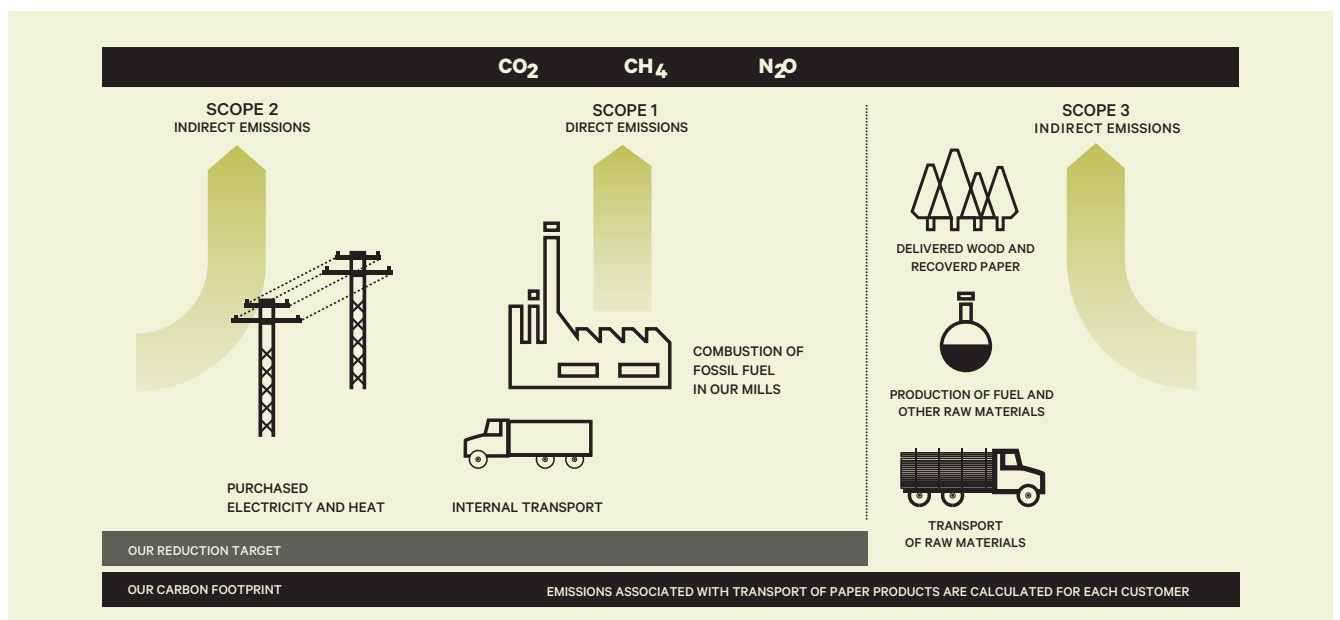 CO2 CH4 N2O
SCOPE 2
INDIRECT EMISSIONS
SCOPE 1
DIRECT EMISSIONS
SCOPE 3
INDIRECT EMISSIONS
PURCHASED
ELECTRICITY AND HEAT
COMBUSTION OF
FOSSIL FUEL
IN OUR MILLS
INTERNAL TRANSPORT
DELIVERED WOOD AND
RECOVERD PAPER
PRODUCTION OF FUEL AND
OTHER RAW MATERIALS
TRANSPORT
OF RAW MATERIALS
OUR REDUCTION TARGET
OUR CARBON FOOTPRINT
EMISSIONS ASSOCIATED WITH TRANSPORT OF PAPER PRODUCTS ARE CALCULATED FOR EACH CUSTOMER